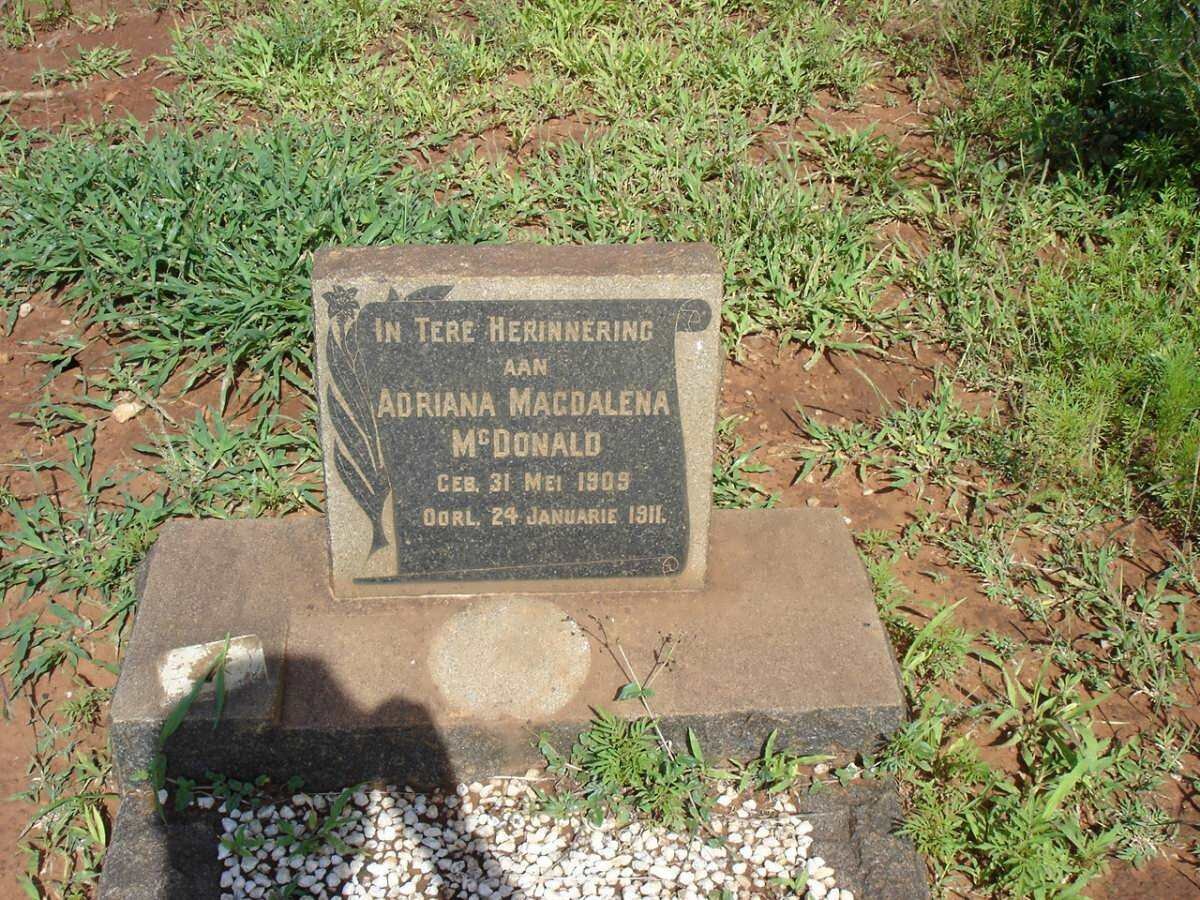 IN TERE HERINNERING
AAN
ADRIANA MAGDALENA
McDONALD
GEB. 31 MEI 1909
OORL. 24 JANUARIE 1911.